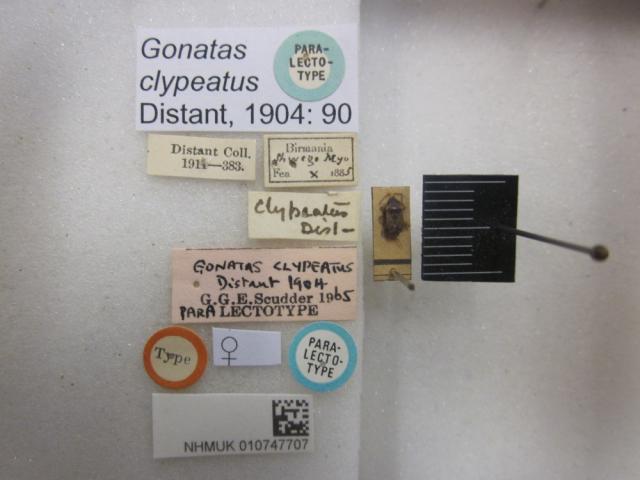 Gonatas
clypeatus
Distant, 1904: 90
PARA-
LECTO-
TYPE
Distant Coll.
1911—383.
Birmania
Fea X 1885
Clypeatus
Dist-
GONATAS CLYPEATUS
Distant 1904
G.G.E.Scudder 1965
PARALECTOTYPE
Type
♀
PARA-
LECTO-
TYPE
NHMUK 010747707